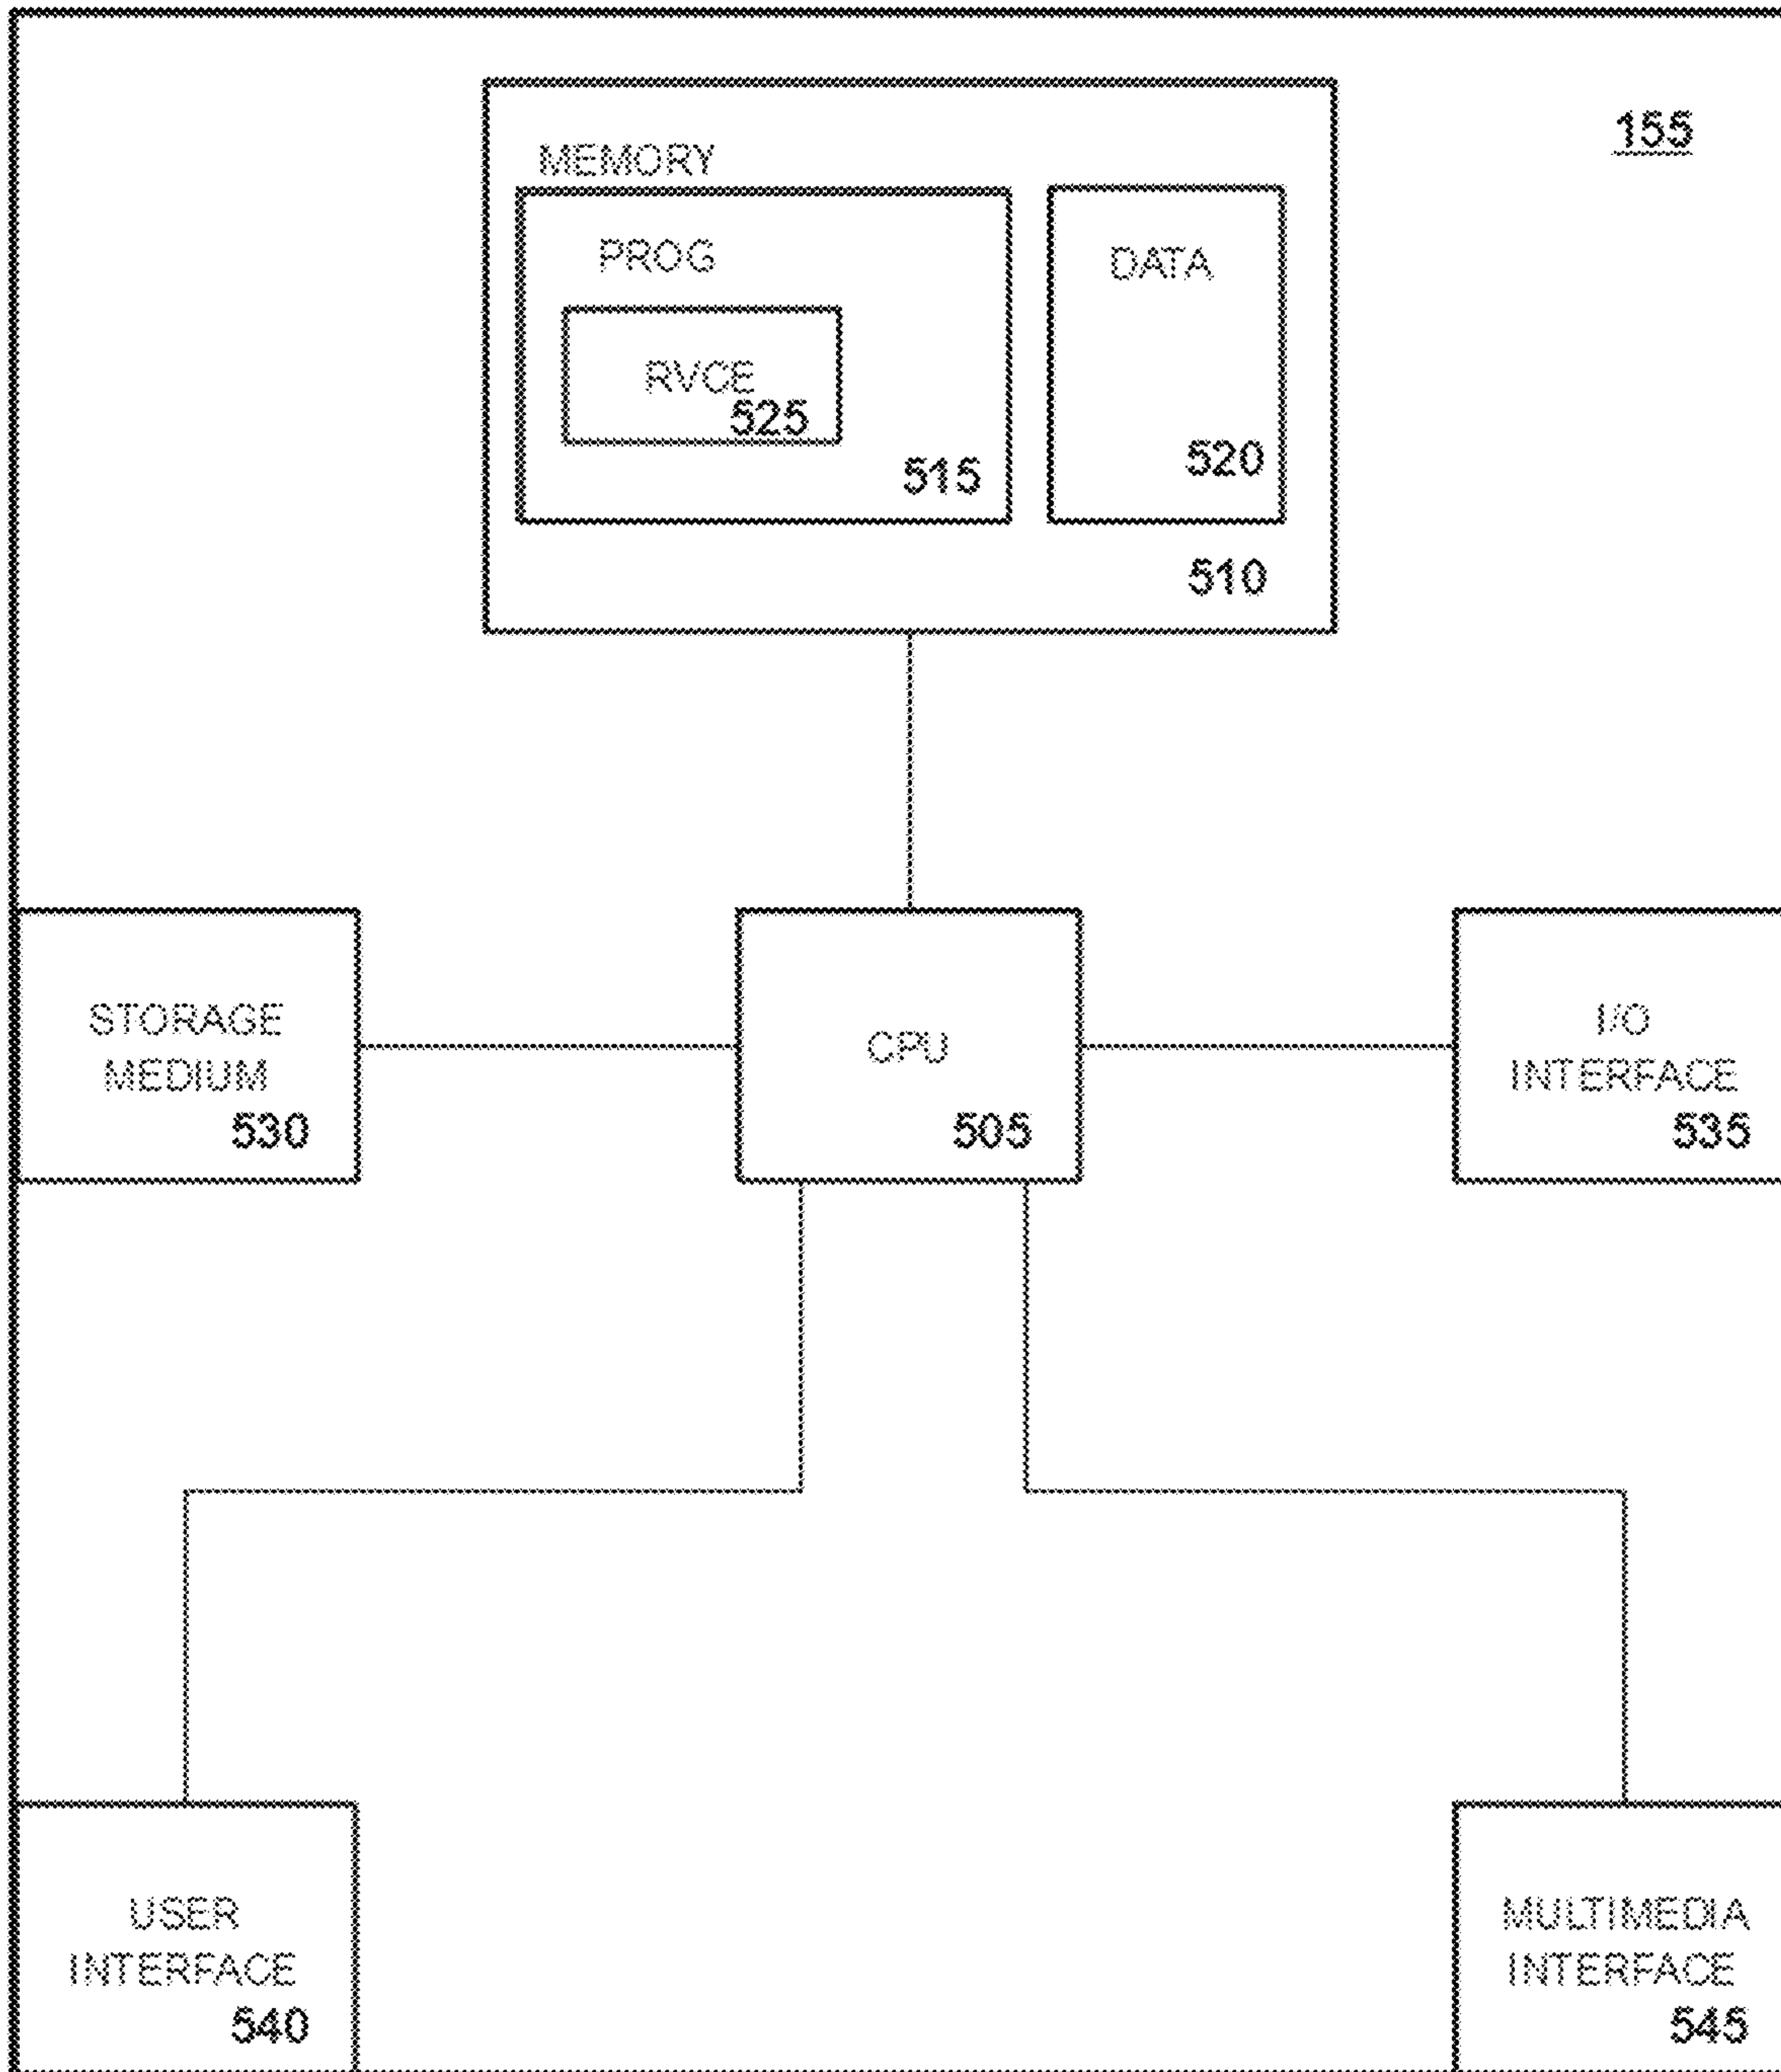 155
MEMORY
PROG
DATA
RVCE
525
515
520
510
STORAGE
MEDIUM
530
CPU
505
I/O
INTERFACE
535
USER
INTERFACE
540
MULTIMEDIA
INTERFACE
545